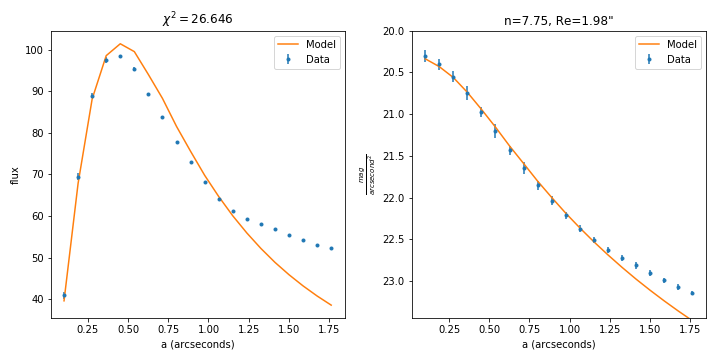 χ² = 26.646
Model
Data
flux
100
90
80
70
60
50
40
0.25 0.50 0.75 1.00 1.25 1.50 1.75
a (arcseconds)
n=7.75, Re=1.98"
Model
Data
mag
arcsecond²
20.0
20.5
21.0
21.5
22.0
22.5
23.0
0.25 0.50 0.75 1.00 1.25 1.50 1.75
a (arcseconds)